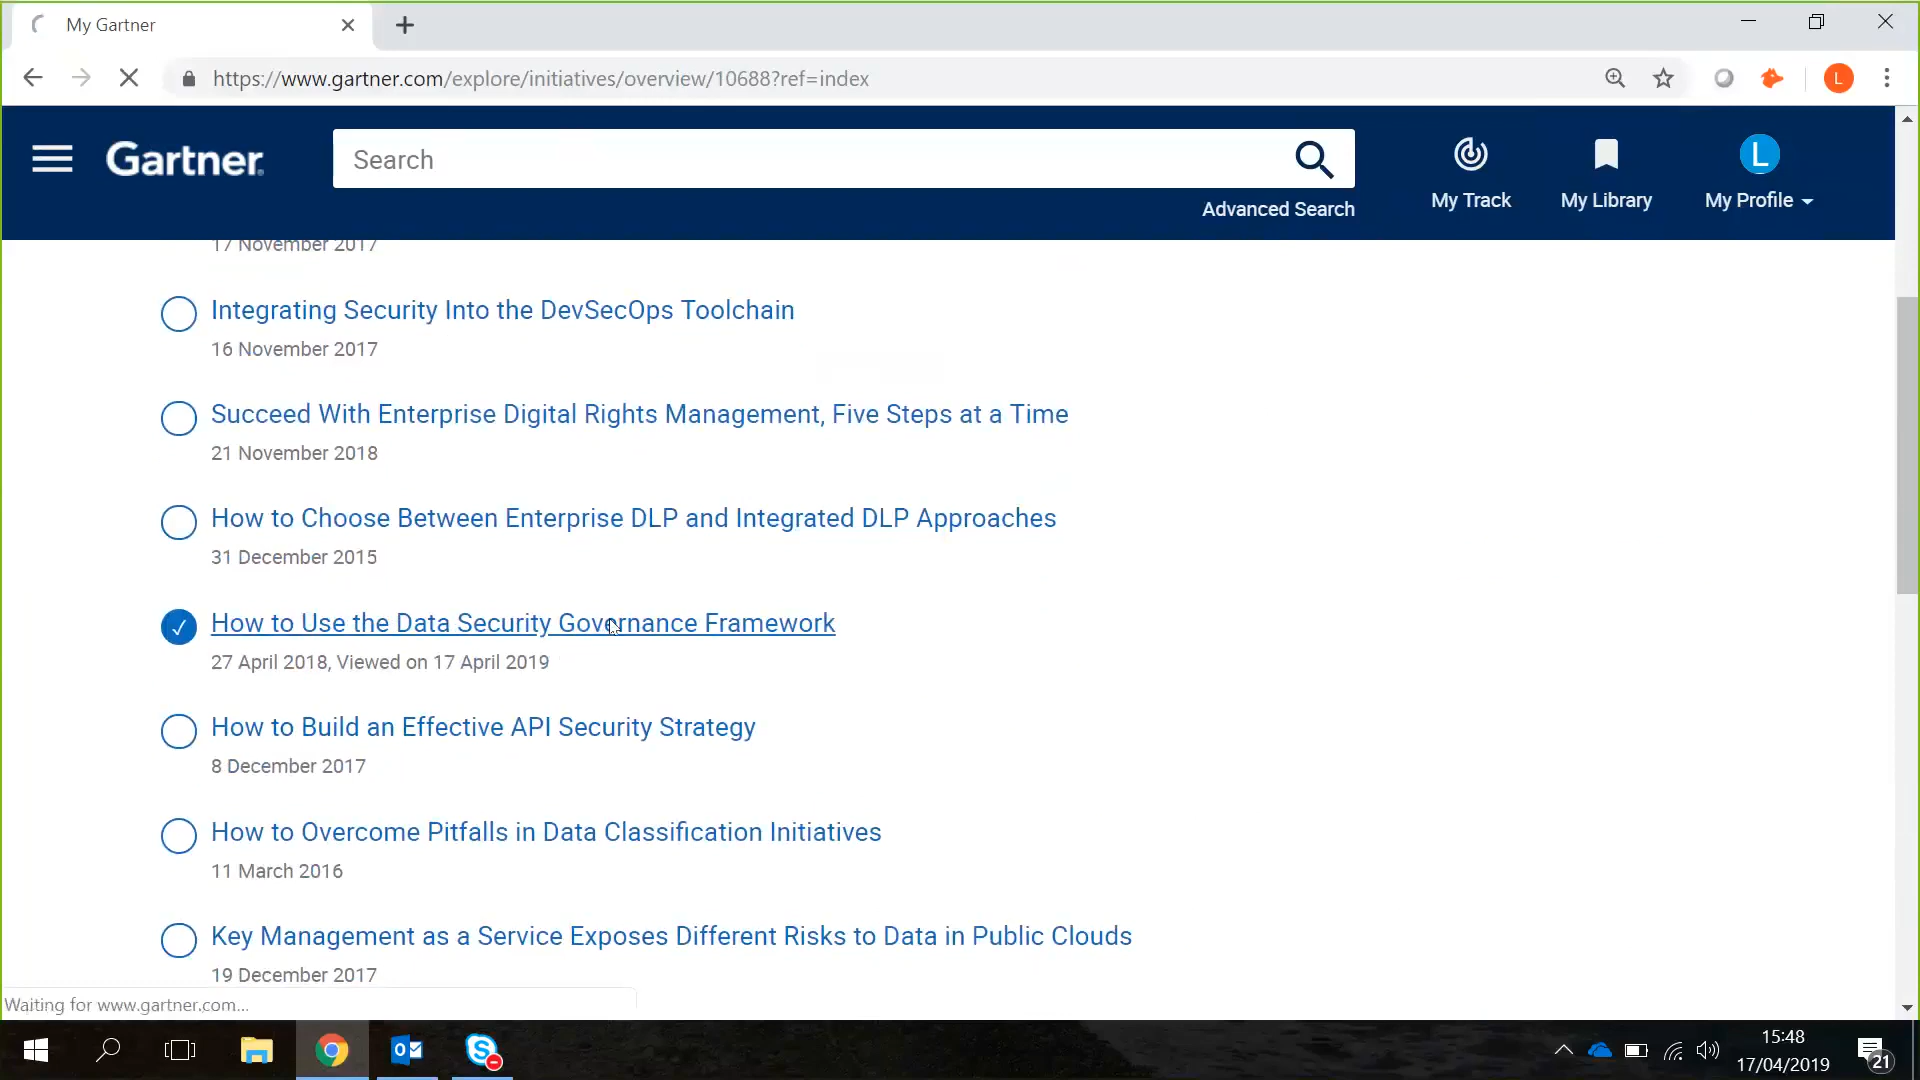 My Gartner
https://www.gartner.com/explore/initiatives/overview/10688?ref=index
L
Gartner.
Search
Advanced Search
My Track
My Library
L
My Profile
17 November 2017
Integrating Security Into the DevSecOps Toolchain
16 November 2017
Succeed With Enterprise Digital Rights Management, Five Steps at a Time
21 November 2018
How to Choose Between Enterprise DLP and Integrated DLP Approaches
31 December 2015
How to Use the Data Security Governance Framework
27 April 2018, Viewed on 17 April 2019
How to Build an Effective API Security Strategy
8 December 2017
How to Overcome Pitfalls in Data Classification Initiatives
11 March 2016
Key Management as a Service Exposes Different Risks to Data in Public Clouds
19 December 2017
Waiting for www.gartner.com...
15:48
17/04/2019
21